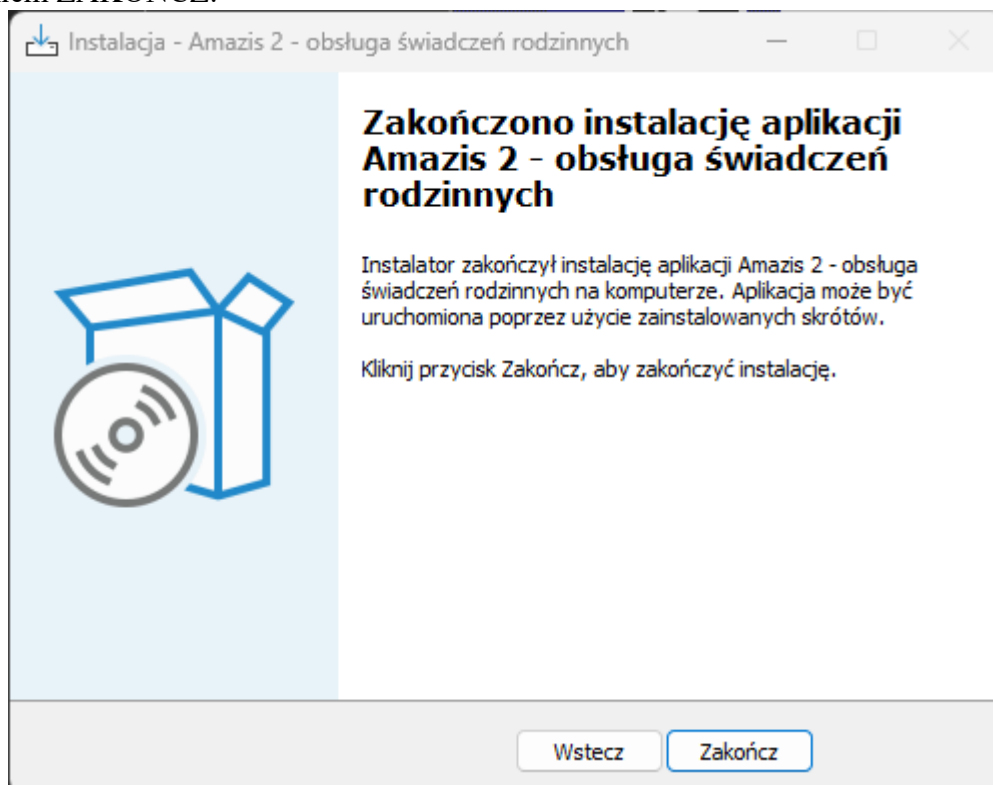 ZAKOŃCZ.
Instalacja - Amazis 2 - obsługa świadczeń rodzinnych
Zakończono instalację aplikacji
Amazis 2 - obsługa świadczeń
rodzinnych
Instalator zakończył instalację aplikacji Amazis 2 - obsługa
świadczeń rodzinnych na komputerze. Aplikacja może być
uruchomiona poprzez użycie zainstalowanych skrótów.
Kliknij przycisk Zakończ, aby zakończyć instalację.
Wstecz Zakończ